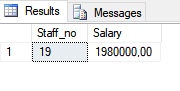 Results Messages
Staff_no Salary
1 19 1980000,00